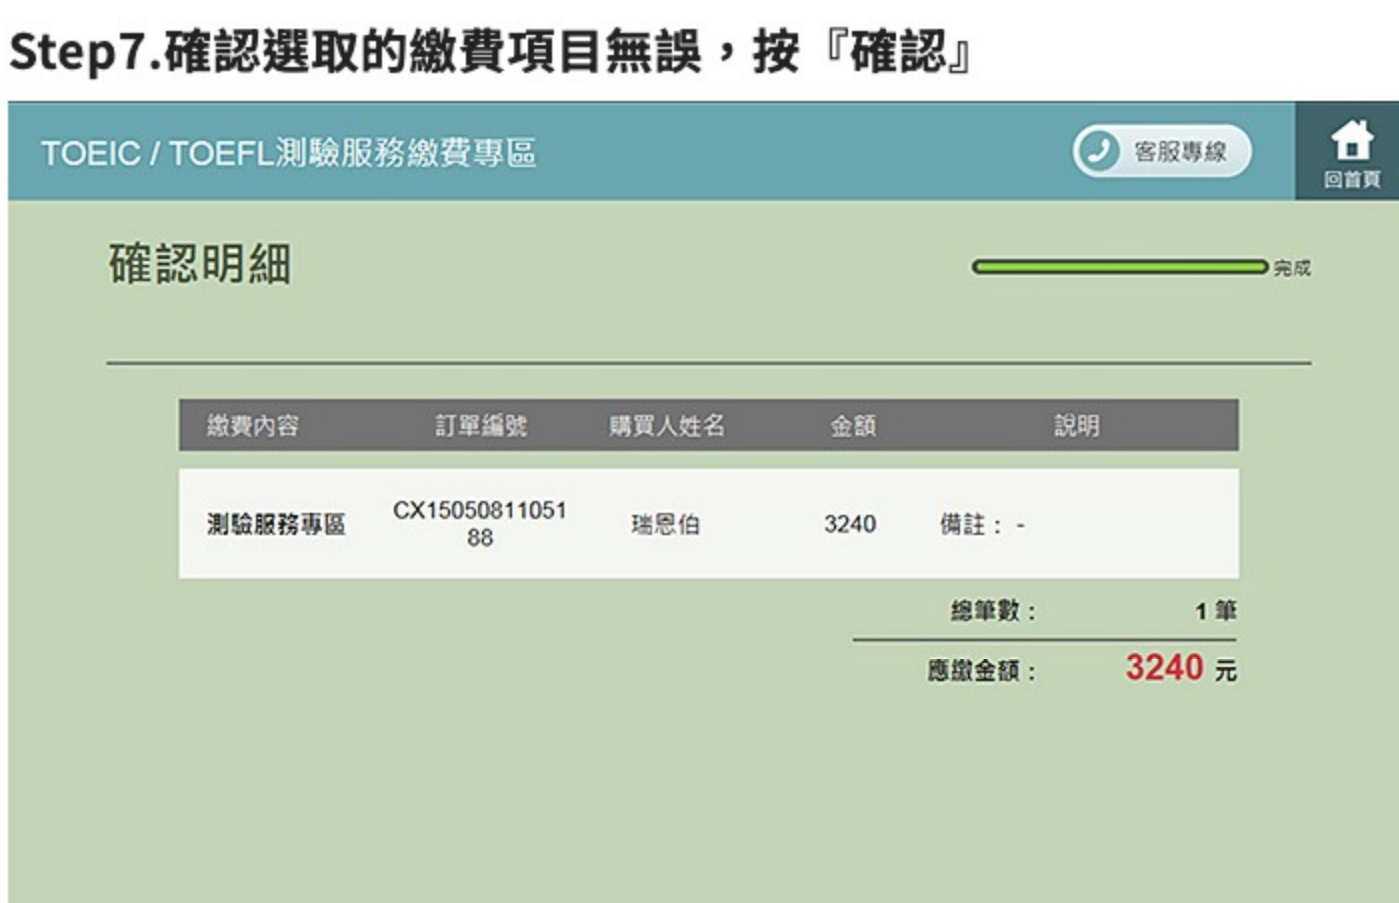 Step7.確認選取的繳費項目無誤，按『確認』
TOEIC / TOEFL測驗服務繳費專區
客服專線
回首頁
確認明細
完成
繳費內容 訂單編號 購買人姓名 金額 說明
測驗服務專區 CX15050811051 瑞恩伯 3240 備註： -
88
總筆數： 1 筆
應繳金額： 3240 元